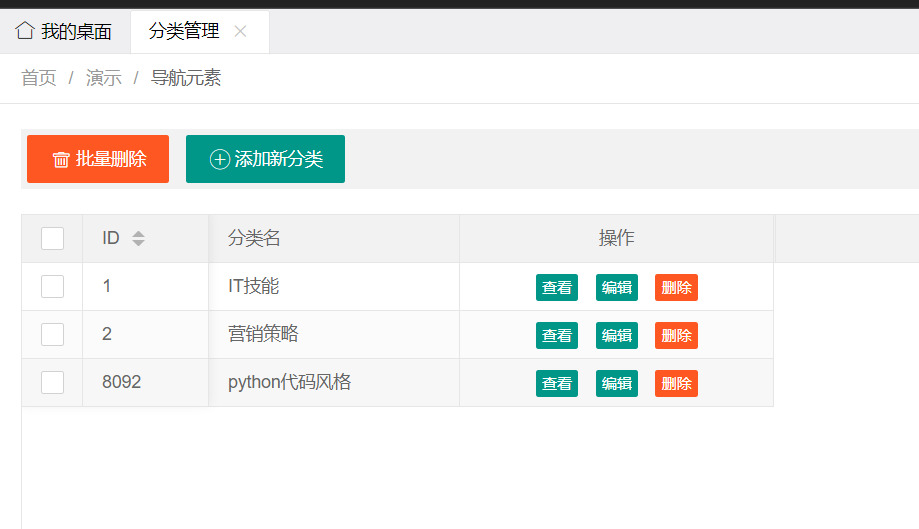 我的桌面 分类管理
首页 / 演示 / 导航元素
批量删除 添加新分类
ID 分类名 操作
1 IT技能 查看 编辑 删除
2 营销策略 查看 编辑 删除
8092 python代码风格 查看 编辑 删除